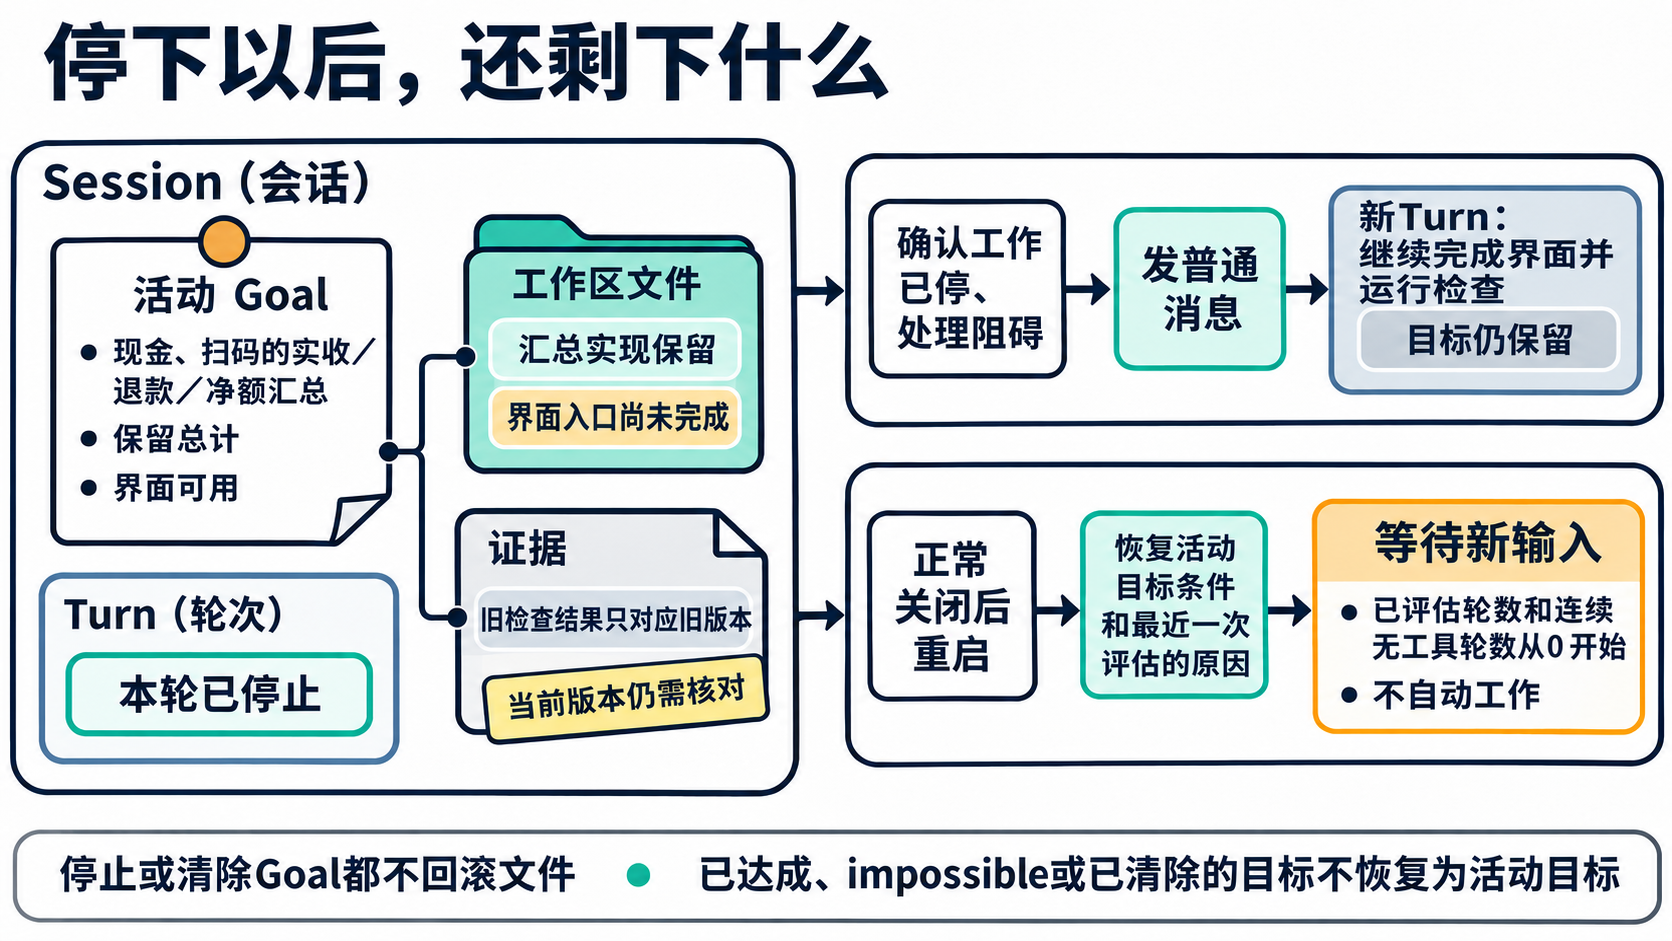 停下以后，还剩下什么
Session（会话）
活动 Goal
现金、扫码的实收／
退款／净额汇总
保留总计
界面可用
Turn（轮次）
本轮已停止
工作区文件
汇总实现保留
界面入口尚未完成
证据
旧检查结果只对应旧版本
当前版本仍需核对
确认工作
已停、
处理阻碍
发普通
消息
新Turn：
继续完成界面并
运行检查
目标仍保留
正常
关闭后
重启
恢复活动
目标条件
和最近一次
评估的原因
等待新输入
已评估轮数和连续
无工具轮数从0 开始
不自动工作
停止或清除Goal都不回滚文件
已达成、impossible或已清除的目标不恢复为活动目标